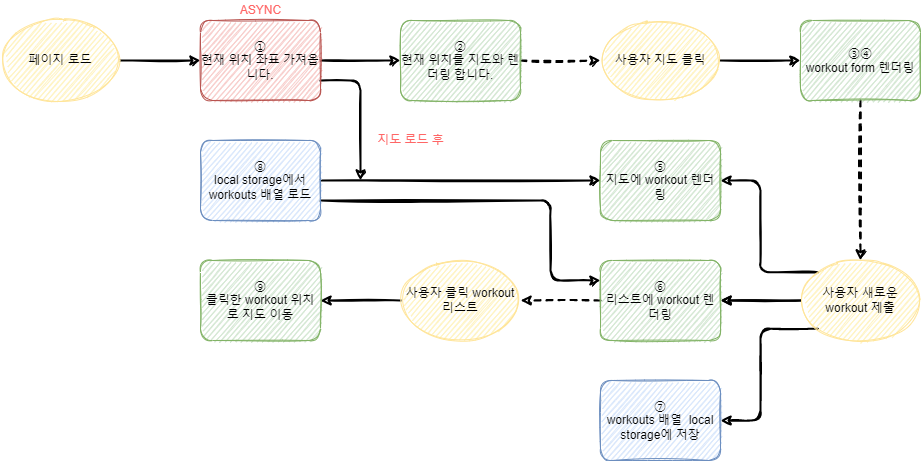 ASYNC
페이지 로드
①
현재 위치 좌표 가져옵
니다.
②
현재 위치를 지도와 렌
더링 합니다.
사용자 지도 클릭
③④
workout form 렌더링
지도 로드 후
⑧
local storage에서
workouts 배열 로드
⑤
지도에 workout 렌더
링
⑨
클릭한 workout 위치
로 지도 이동
사용자 클릭 workout
리스트
⑥
리스트에 workout 렌
더링
사용자 새로운
workout 제출
⑦
workouts 배열 local
storage에 저장